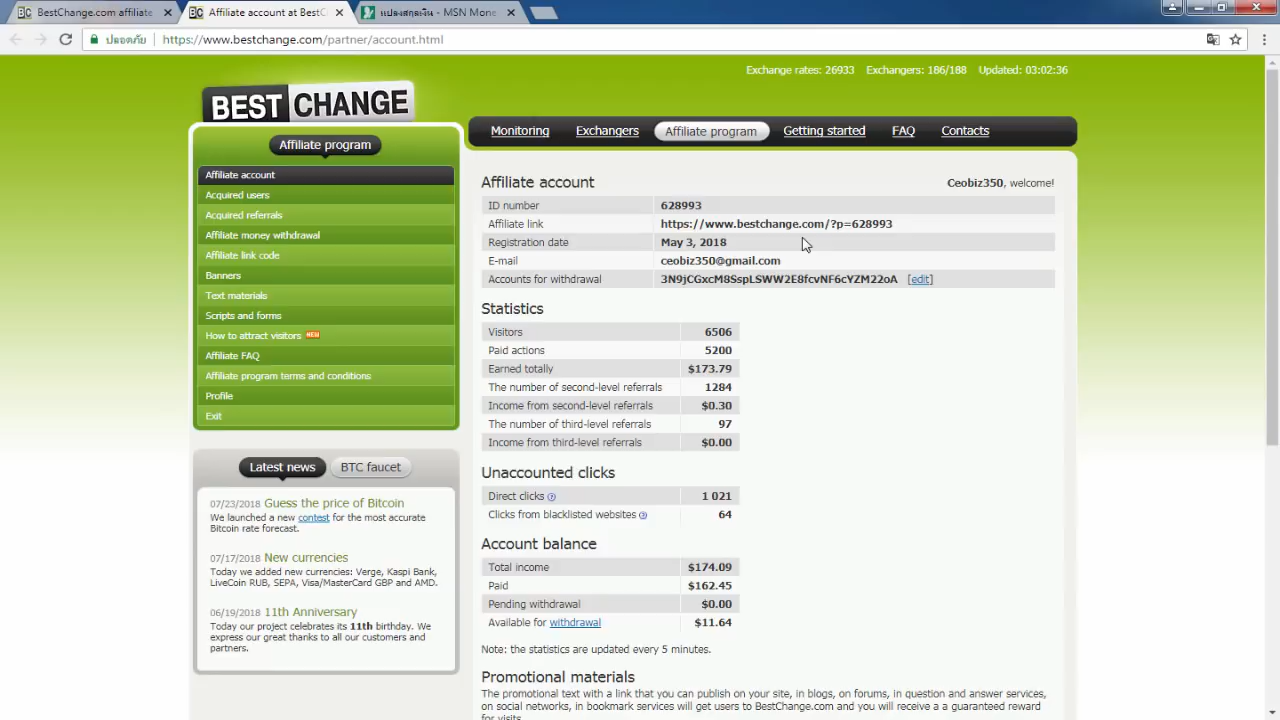 BestChange.com affiliate
Affiliate account at BestC
แปลงสกุลเงิน - MSN Mone
ปลอดภัย
https://www.bestchange.com/partner/account.html
Exchange rates: 26933 Exchangers: 186/188 Updated: 03:02:36
BESTCHANGE
Monitoring Exchangers Affiliate program Getting started FAQ Contacts
Affiliate program
Affiliate account
Acquired users
Acquired referrals
Affiliate money withdrawal
Affiliate link code
Banners
Text materials
Scripts and forms
How to attract visitors NEW
Affiliate FAQ
Affiliate program terms and conditions
Profile
Exit
Latest news BTC faucet
07/23/2018 Guess the price of Bitcoin
We launched a new contest for the most accurate
Bitcoin rate forecast.
07/17/2018 New currencies
Today we added new currencies: Verge, Kaspi Bank,
LiveCoin RUB, SEPA, Visa/MasterCard GBP and AMD.
06/19/2018 11th Anniversary
Today our project celebrates its 11th birthday. We
express our great thanks to all our customers and
partners.
Affiliate account Ceobiz350, welcome!
ID number 628993
Affiliate link https://www.bestchange.com/?p=628993
Registration date May 3, 2018
E-mail ceobiz350@gmail.com
Accounts for withdrawal 3N9jCGxcM8SspLSWW2E8fcvNF6cYZM22oA [edit]
Statistics
Visitors 6506
Paid actions 5200
Earned totally $173.79
The number of second-level referrals 1284
Income from second-level referrals $0.30
The number of third-level referrals 97
Income from third-level referrals $0.00
Unaccounted clicks
Direct clicks 1 021
Clicks from blacklisted websites 64
Account balance
Total income $174.09
Paid $162.45
Pending withdrawal $0.00
Available for withdrawal $11.64
Note: the statistics are updated every 5 minutes.
Promotional materials
The promotional text with a link that you can publish on your site, in blogs, on forums, in question and answer services,
on social networks, in bookmark services will get users to BestChange.com and you will receive a a guaranteed reward
for visits.